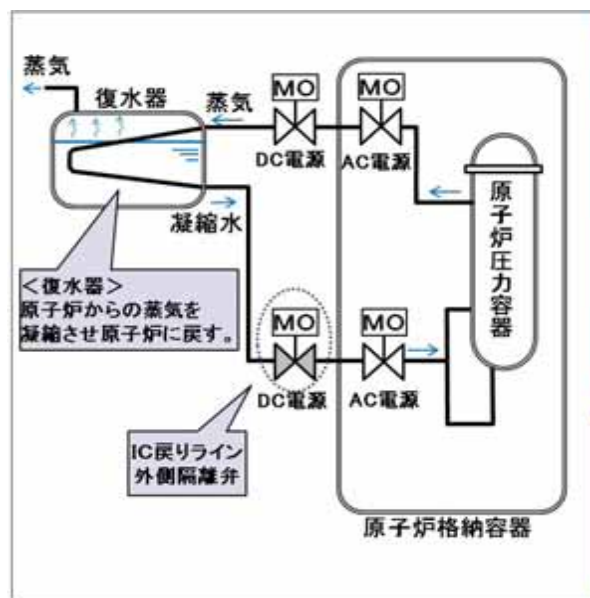 蒸気
復水器
蒸気
MO
MO
DC電源
AC電源
凝縮水
原子炉圧力容器
<復水器>
原子炉からの蒸気を
凝縮させ原子炉に戻す。
MO
MO
DC電源
AC電源
IC戻りライン
外側隔離弁
原子炉格納容器